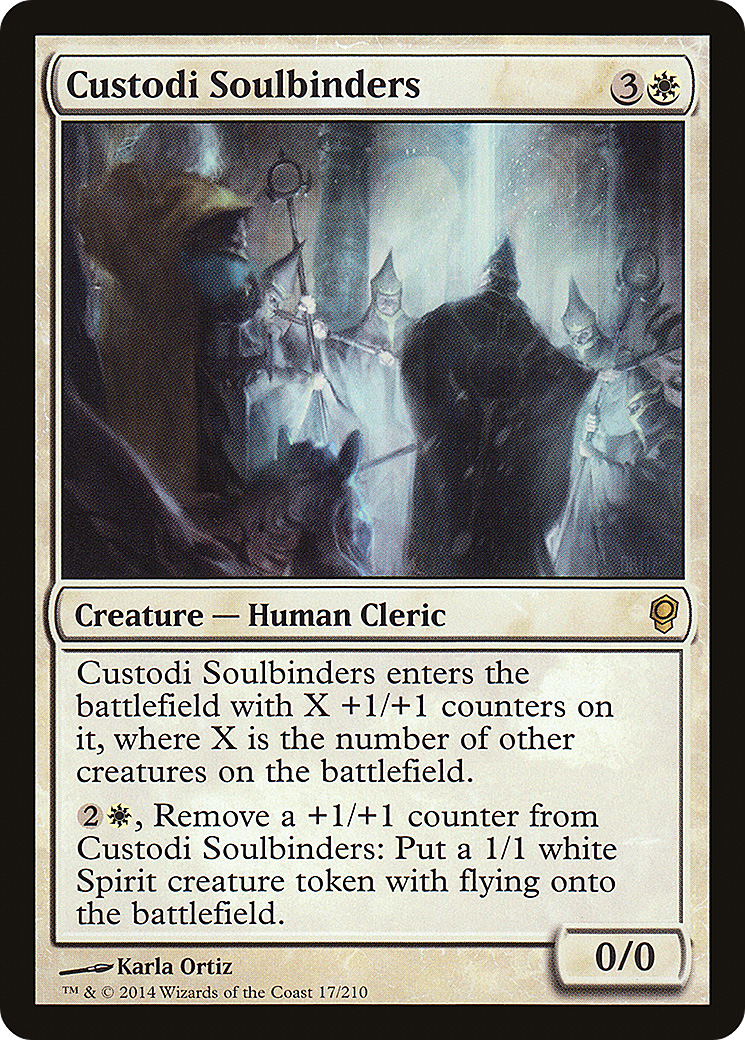 Custodi Soulbinders 3
Creature — Human Cleric
Custodi Soulbinders enters the
battlefield with X +1/+1 counters on
it, where X is the number of other
creatures on the battlefield.
2, Remove a +1/+1 counter from
Custodi Soulbinders: Put a 1/1 white
Spirit creature token with flying onto
the battlefield.
0/0
Karla Ortiz
™ & © 2014 Wizards of the Coast 17/210